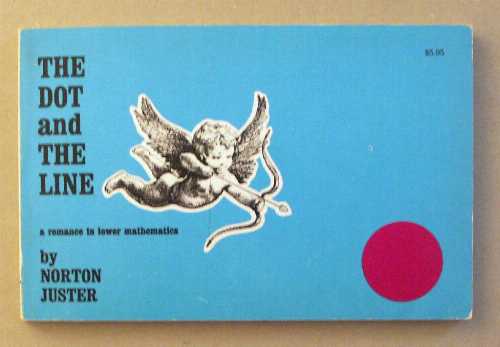 THE
DOT
and
THE
LINE
a romance in lower mathematics
by
NORTON
JUSTER
$5.95